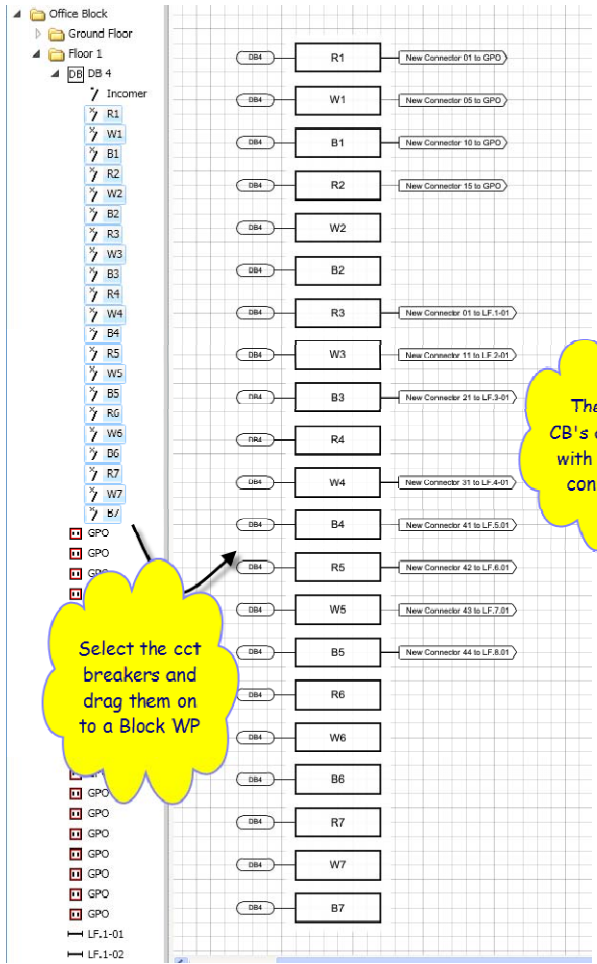 Office Block
Ground Floor
Floor 1
DB DB 4
Incomer
R1
W1
B1
R2
W2
B2
R3
W3
B3
R4
W4
B4
R5
W5
B5
R6
W6
B6
R7
W7
B7
GPO
GPO
GPO
GPO
GPO
GPO
GPO
GPO
GPO
GPO
LF.1-01
LF.1-02
Select the cct
breakers and
drag them on
to a Block WP
DB4 R1 New Connector 01 to GPO
DB4 W1 New Connector 05 to GPO
DB4 B1 New Connector 10 to GPO
DB4 R2 New Connector 15 to GPO
DB4 W2
DB4 B2
DB4 R3 New Connector 01 to LF.1-01
DB4 W3 New Connector 11 to LF.2-01
DB4 B3 New Connector 21 to LF.3-01
DB4 R4
DB4 W4 New Connector 31 to LF.4-01
DB4 B4 New Connector 41 to LF.5.01
DB4 R5 New Connector 42 to LF.6.01
DB4 W5 New Connector 43 to LF.7.01
DB4 B5 New Connector 44 to LF.8.01
DB4 R6
DB4 W6
DB4 B6
DB4 R7
DB4 W7
DB4 B7
CB's
with